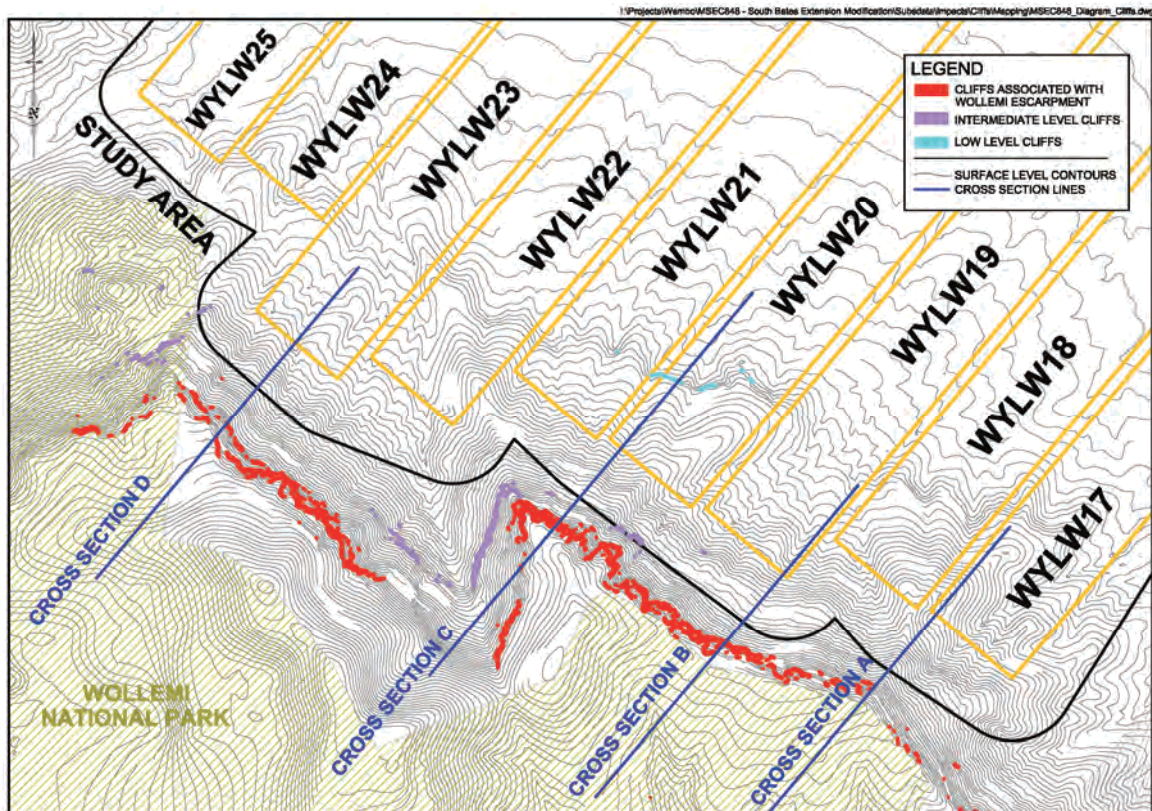 I:\Projects\Wambo\MSEC848 - South Bates Extension Modification\Subsdata\Impacts\Cliffs\Mapping\MSEC848_Diagram_Cliffs.dwg
N
LEGEND
CLIFFS ASSOCIATED WITH
WOLLEMI ESCARPMENT
INTERMEDIATE LEVEL CLIFFS
LOW LEVEL CLIFFS
SURFACE LEVEL CONTOURS
CROSS SECTION LINES
WYLW25
WYLW24
WYLW23
WYLW22
WYLW21
WYLW20
WYLW19
WYLW18
WYLW17
STUDY AREA
CROSS SECTION D
CROSS SECTION C
CROSS SECTION B
CROSS SECTION A
WOLLEMI
NATIONAL PARK